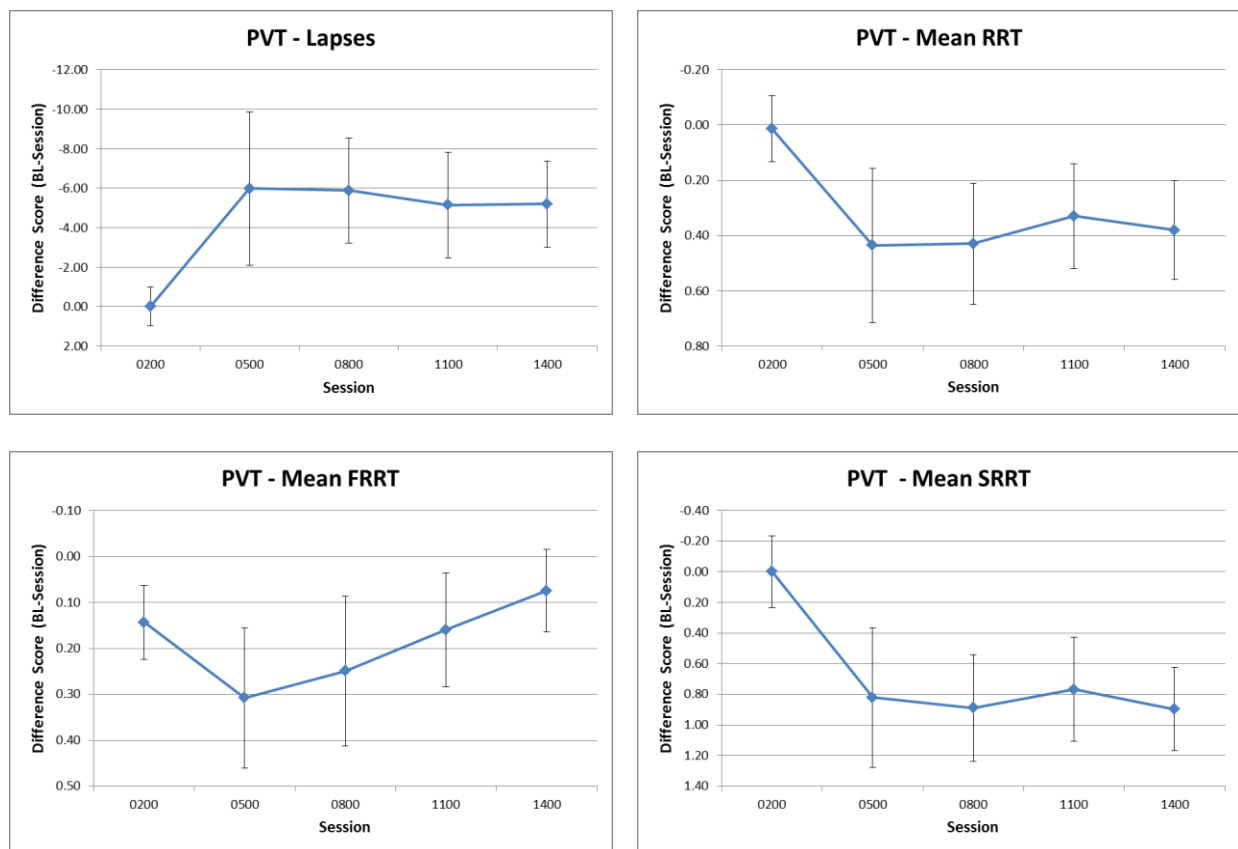 PVT - Lapses
Difference Score (BL-Session)
-12.00
-10.00
-8.00
-6.00
-4.00
-2.00
0.00
2.00
0200 0500 0800 1100 1400
Session
PVT - Mean RRT
Difference Score (BL-Session)
-0.20
0.00
0.20
0.40
0.60
0.80
0200 0500 0800 1100 1400
Session
PVT - Mean FRRT
Difference Score (BL-Session)
-0.10
0.00
0.10
0.20
0.30
0.40
0.50
0200 0500 0800 1100 1400
Session
PVT - Mean SRRT
Difference Score (BL-Session)
-0.40
-0.20
0.00
0.20
0.40
0.60
0.80
1.00
1.20
1.40
0200 0500 0800 1100 1400
Session